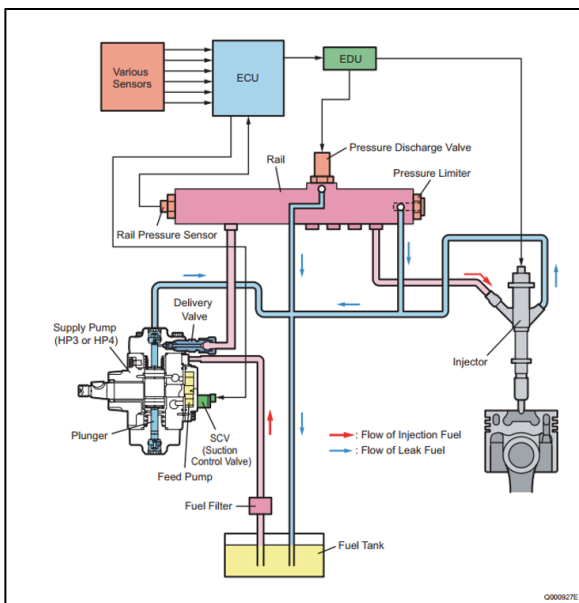 Various
Sensors
ECU
EDU
Pressure Discharge Valve
Rail
Pressure
Limiter
Rail Pressure Sensor
Delivery
Valve
Supply Pump
(HP3 or HP4)
Injector
Plunger
SCV
(Suction
Control Valve)
Feed Pump
: Flow of Injection Fuel
: Flow of Leak Fuel
Fuel Filter
Fuel Tank
Q000927E